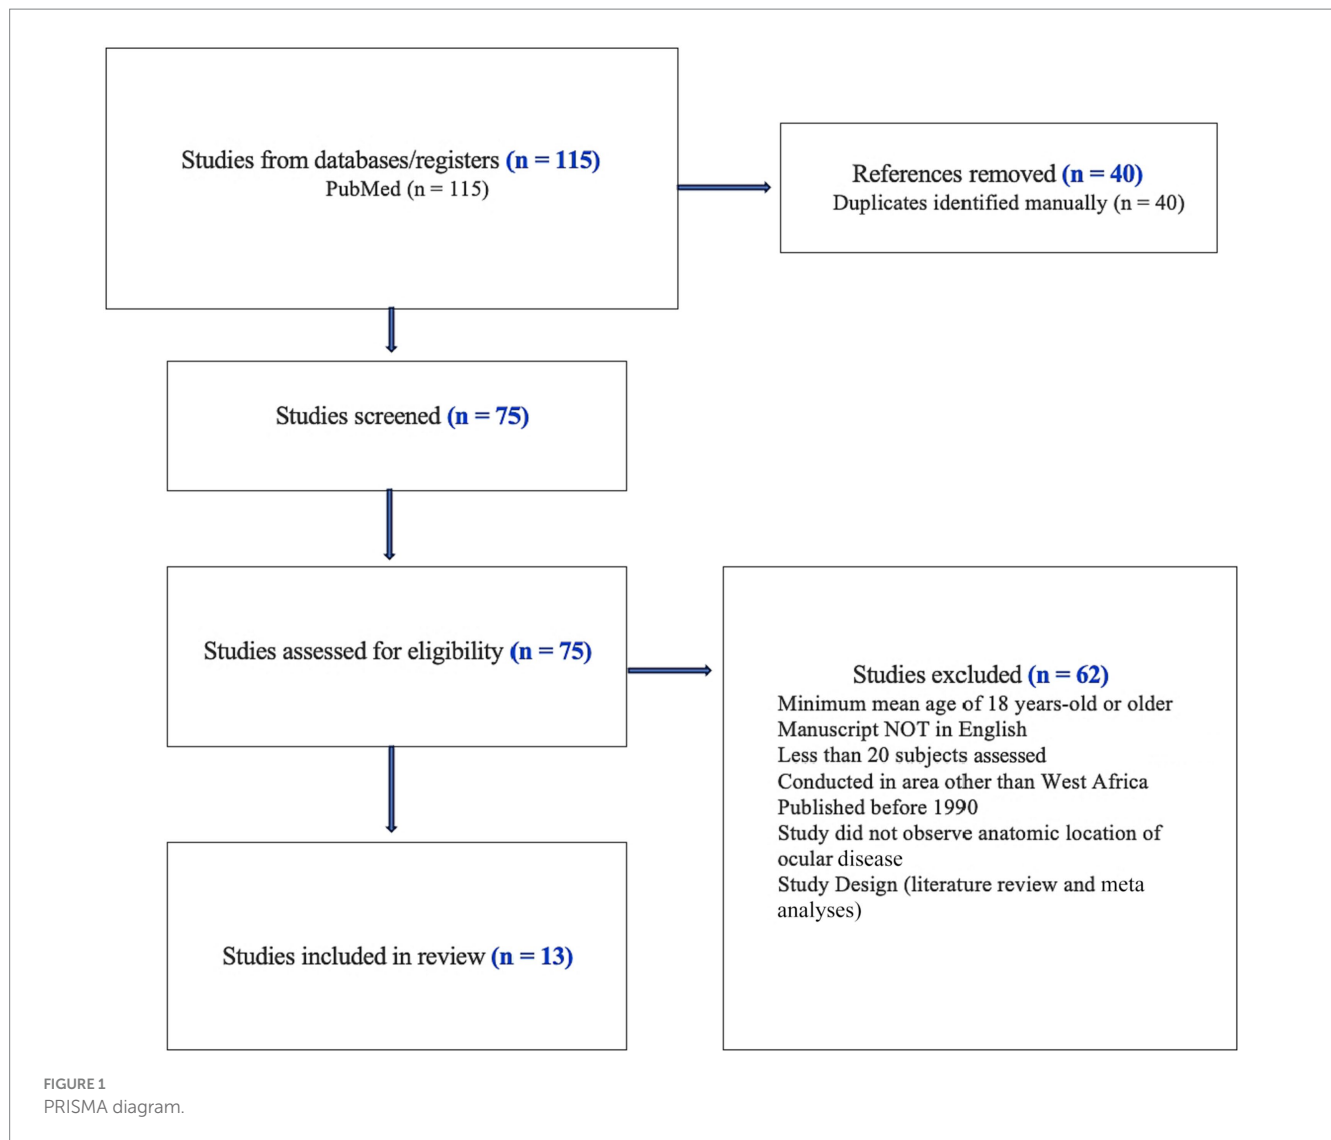 Studies from databases/registers (n = 115)
PubMed (n = 115)
References removed (n = 40)
Duplicates identified manually (n = 40)
Studies screened (n = 75)
Studies assessed for eligibility (n = 75)
Studies excluded (n = 62)
Minimum mean age of 18 years-old or older
Manuscript NOT in English
Less than 20 subjects assessed
Conducted in area other than West Africa
Published before 1990
Study did not observe anatomic location of
ocular disease
Study Design (literature review and meta
analyses)
Studies included in review (n = 13)
FIGURE 1
PRISMA diagram.